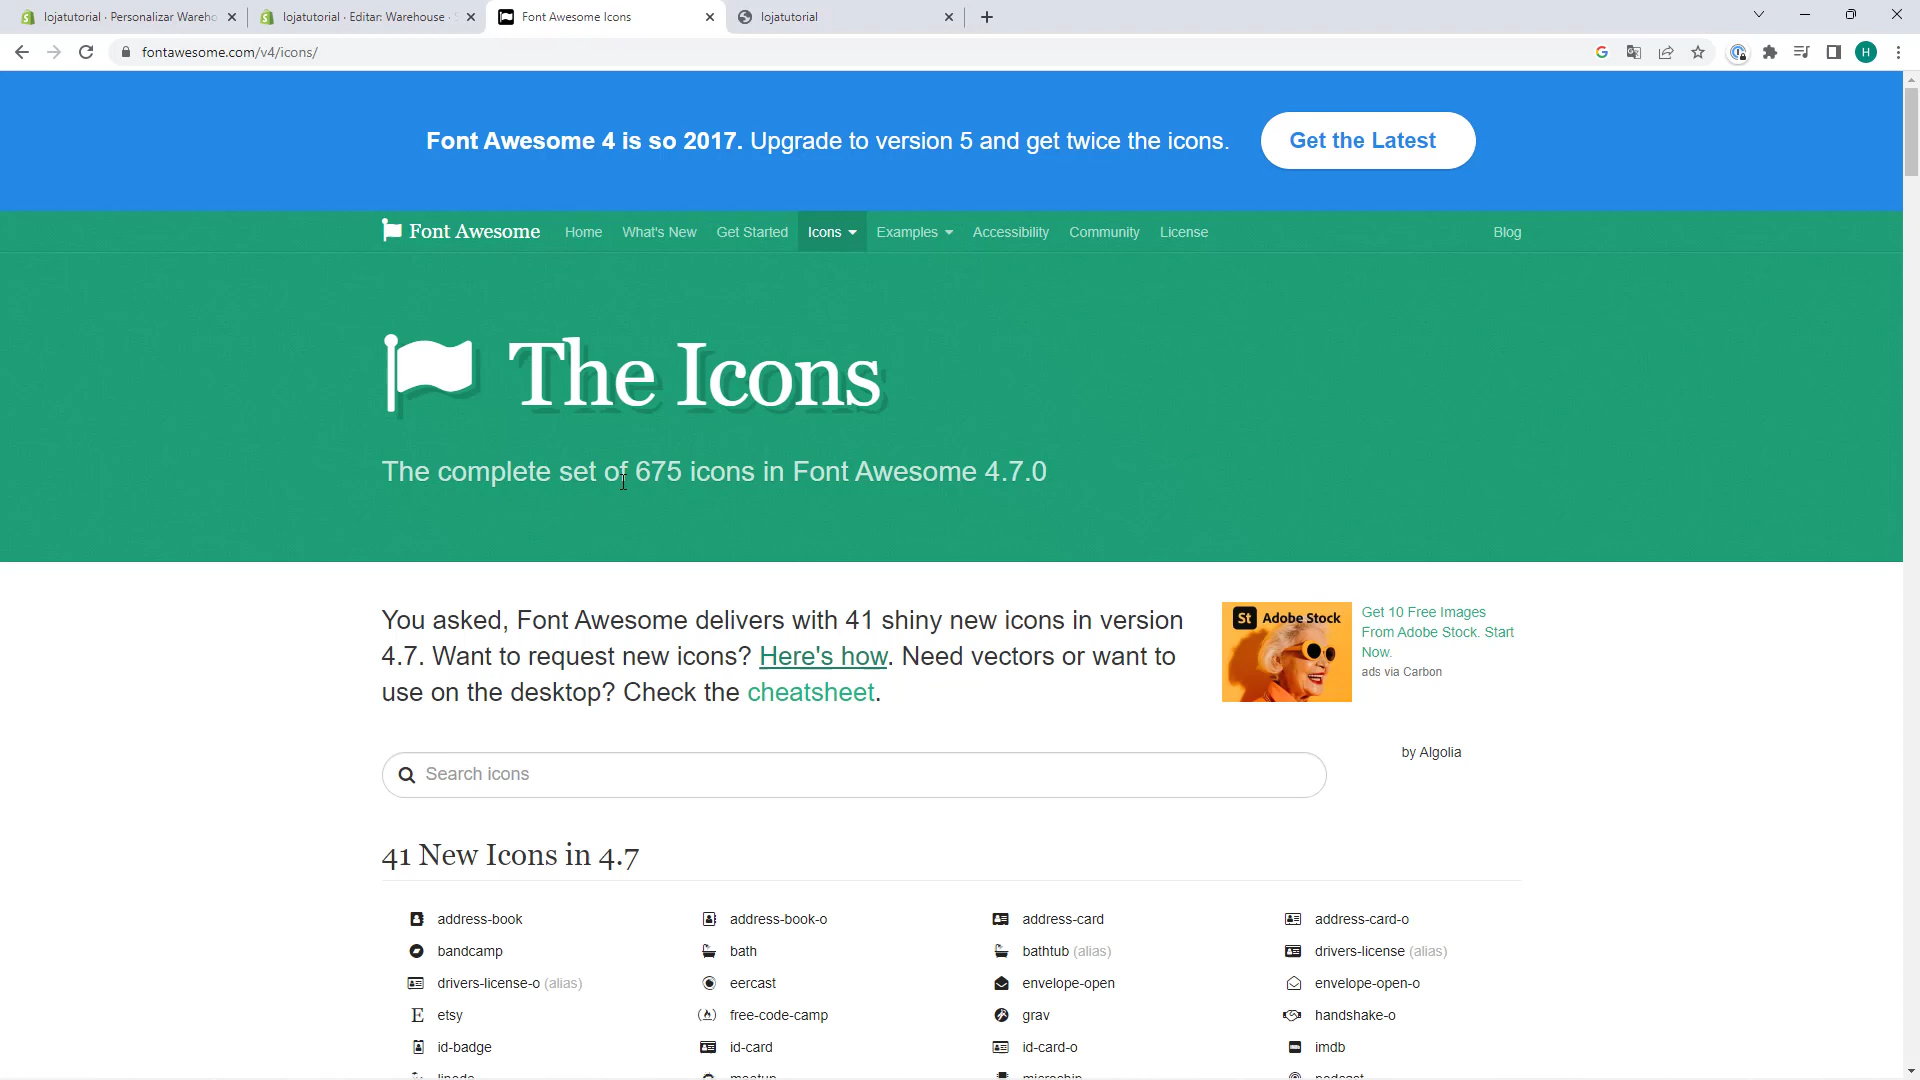 lojatutorial · Personalizar Wareho
lojatutorial · Editar: Warehouse ·
Font Awesome Icons
lojatutorial
fontawesome.com/v4/icons/
H
Font Awesome 4 is so 2017. Upgrade to version 5 and get twice the icons.
Get the Latest
Font Awesome
Home
What's New
Get Started
Icons
Examples
Accessibility
Community
License
Blog
The Icons
The complete set of 675 icons in Font Awesome 4.7.0
You asked, Font Awesome delivers with 41 shiny new icons in version
4.7. Want to request new icons? Here's how. Need vectors or want to
use on the desktop? Check the cheatsheet.
St Adobe Stock
Get 10 Free Images
From Adobe Stock. Start
Now.
ads via Carbon
Search icons
by Algolia
41 New Icons in 4.7
address-book
address-book-o
address-card
address-card-o
bandcamp
bath
bathtub (alias)
drivers-license (alias)
drivers-license-o (alias)
eercast
envelope-open
envelope-open-o
etsy
free-code-camp
grav
handshake-o
id-badge
id-card
id-card-o
imdb